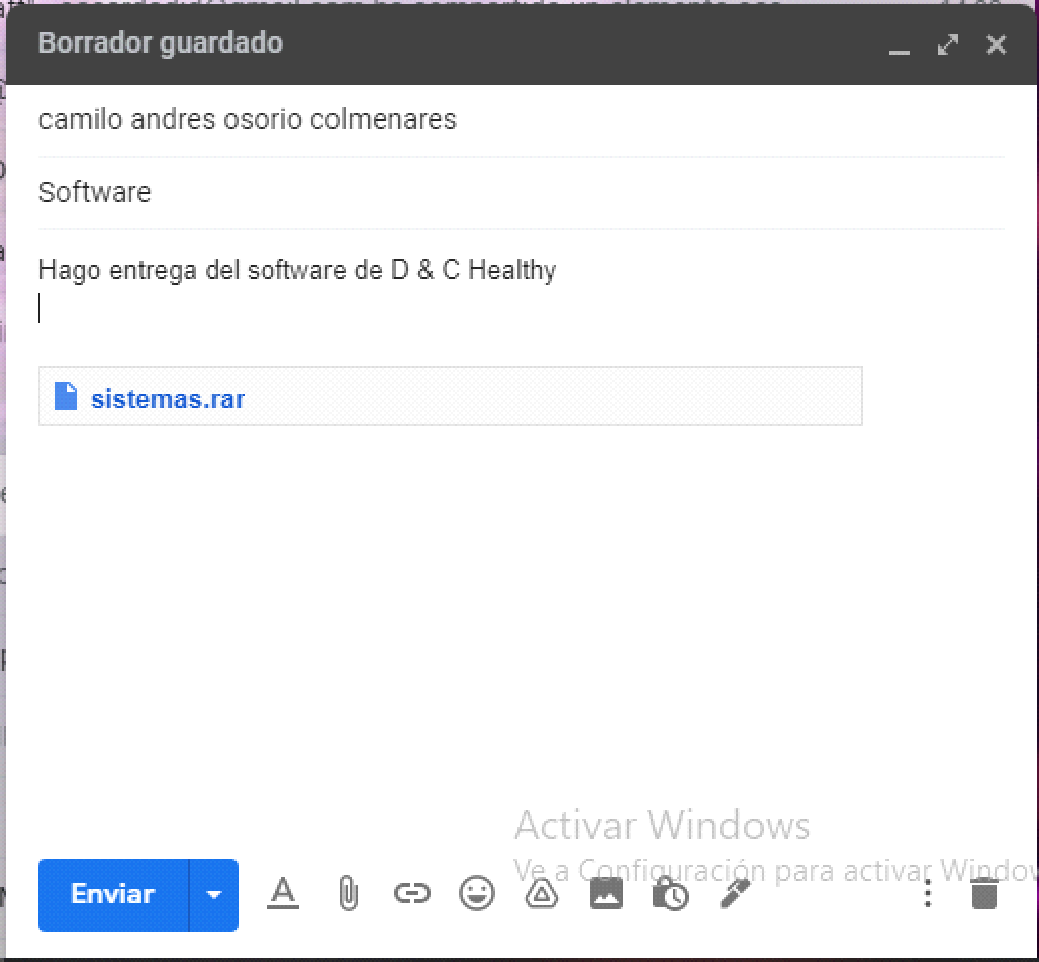 Borrador guardado
camilo andres osorio colmenares
Software
Hago entrega del software de D & C Healthy
sistemas.rar
Activar Windows
Ve a Configuración para activar
Enviar